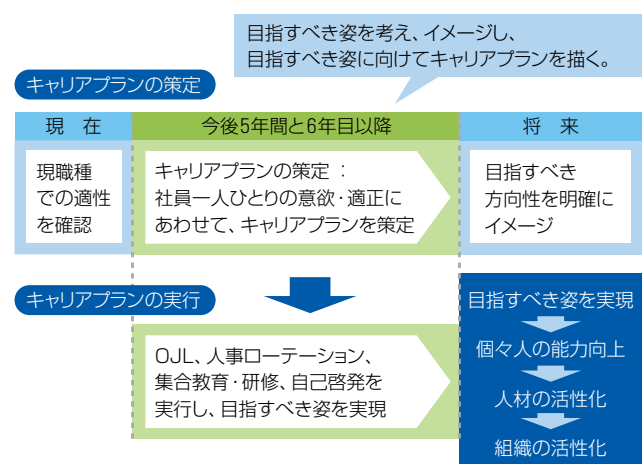 目指すべき姿を考え、イメージし、
目指すべき姿に向けてキャリアプランを描く。
キャリアプランの策定
現 在
今後5年間と6年目以降
将 来
現職種
での適性
を確認
キャリアプランの策定 :
社員一人ひとりの意欲・適正に
あわせて、キャリアプランを策定
目指すべき
方向性を明確に
イメージ
キャリアプランの実行
OJL、人事ローテーション、
集合教育・研修、自己啓発を
実行し、目指すべき姿を実現
目指すべき姿を実現
個々人の能力向上
人材の活性化
組織の活性化